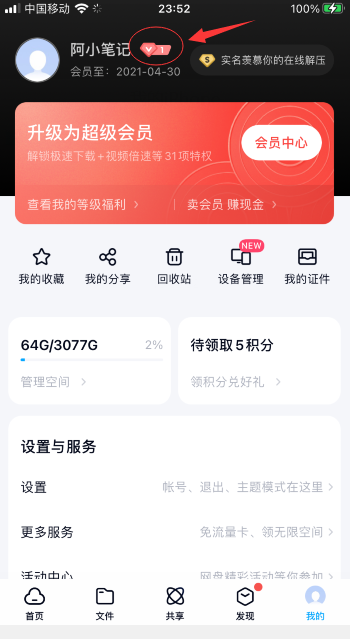 中国移动 23:52 100%
阿小笔记 1
会员至：2021-04-30
S 实名羡慕你的在线解压
升级为超级会员
解锁极速下载+视频倍速等31项特权
会员中心
查看我的等级福利 卖会员 赚现金
NEW
我的收藏 我的分享 回收站 设备管理 我的证件
64G/3077G 2%
管理空间
待领取5积分
领积分兑好礼
设置与服务
设置 帐号、退出、主题模式在这里
更多服务 免流量卡、领无限空间
活动中心 网盘精彩活动等你参加
首页 文件 共享 发现 我的